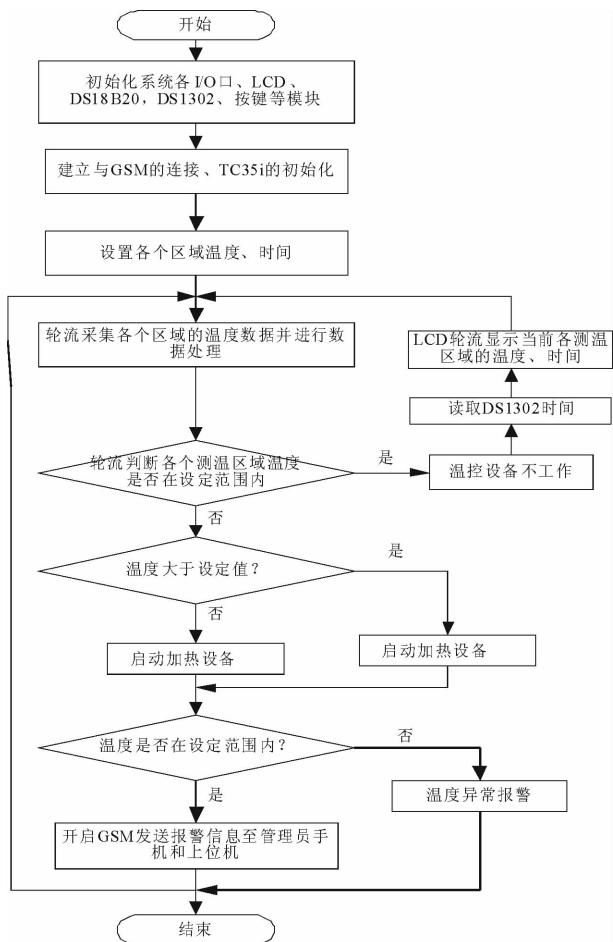 开始
初始化系统各I/O口、LCD、
DS18B20，DS1302、按键等模块
建立与GSM的连接、TC35i的初始化
设置各个区域温度、时间
轮流采集各个区域的温度数据并进行数
据处理
LCD轮流显示当前各测温
区域的温度、时间
读取DS1302时间
轮流判断各个测温区域温度
是否在设定范围内
是
温控设备不工作
否
温度大于设定值？
是
否
启动加热设备
启动加热设备
温度是否在设定范围内？
否
是
温度异常报警
开启GSM发送报警信息至管理员手
机和上位机
结束